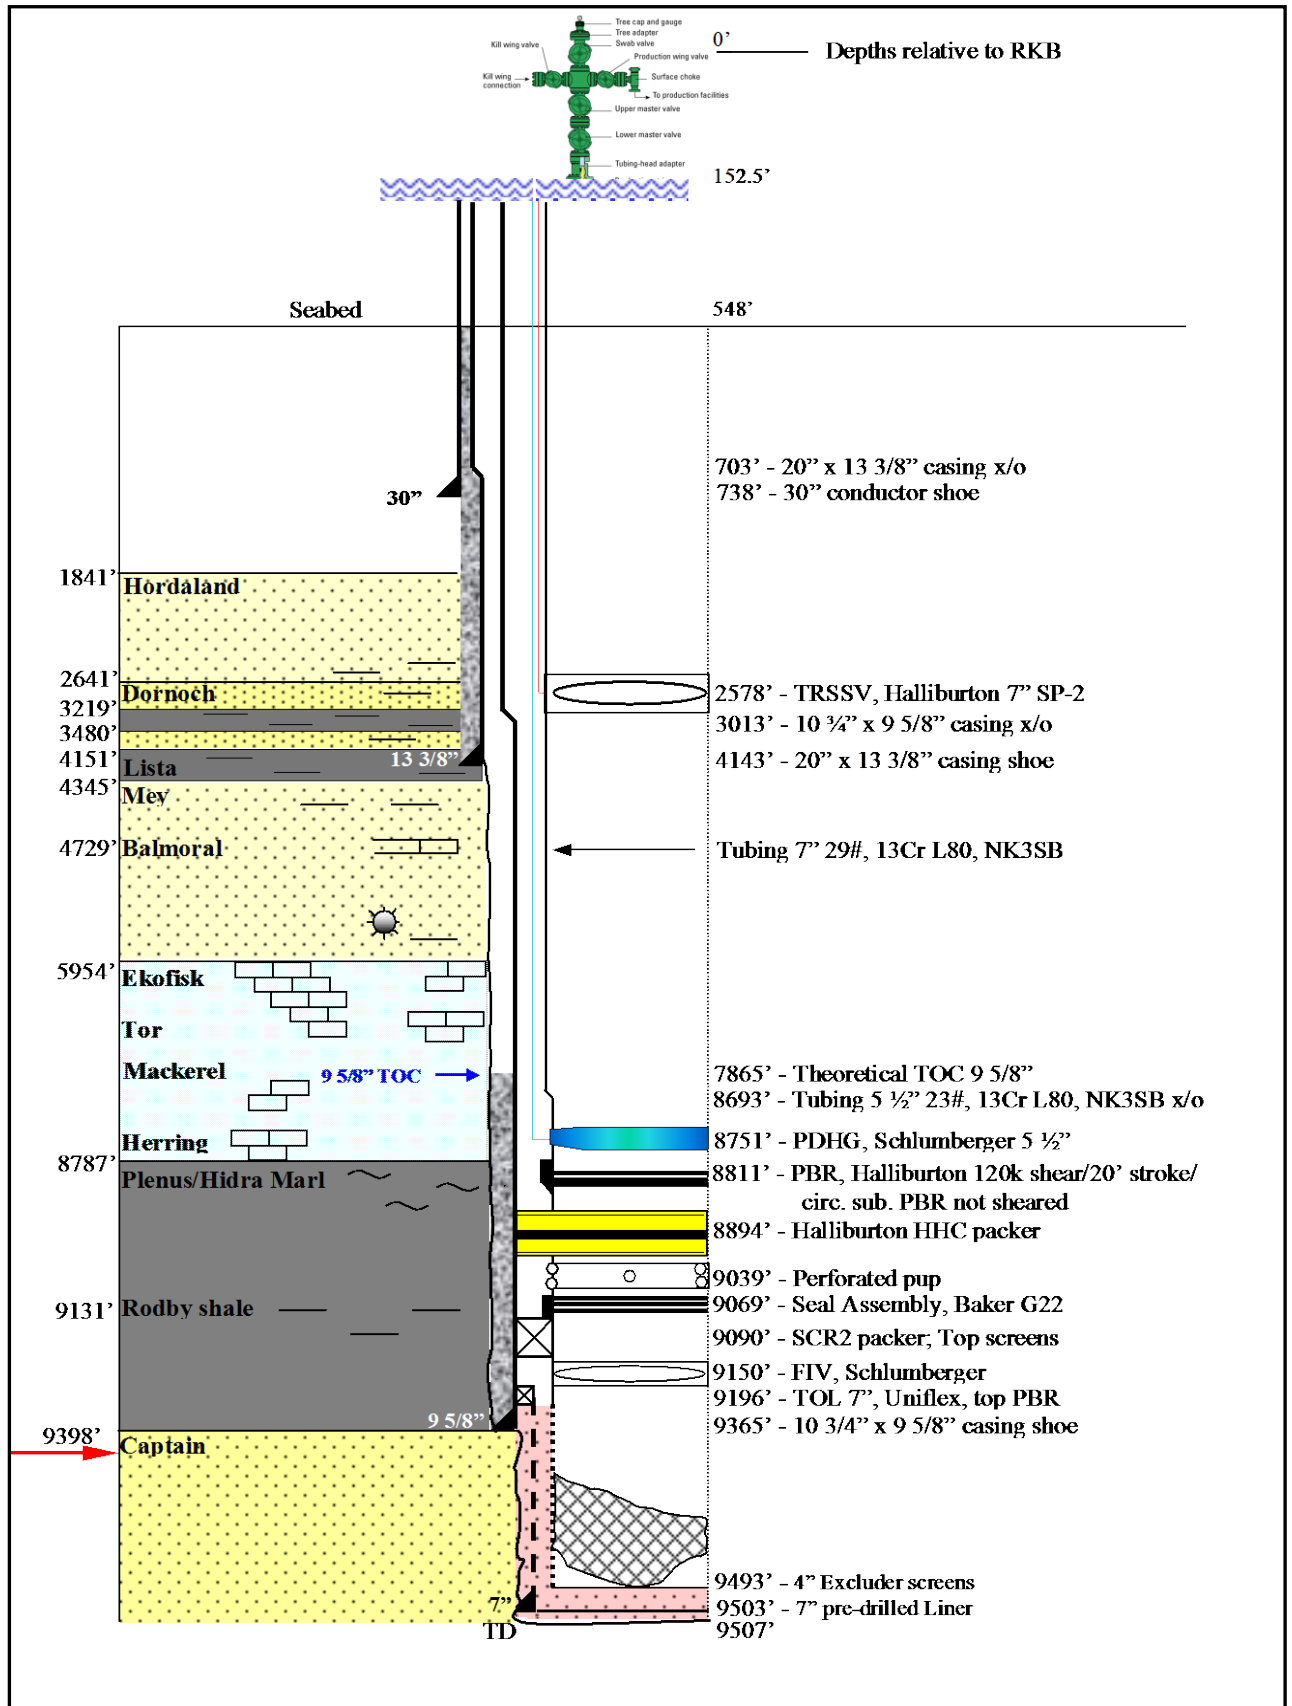 Tree cap and gauge
Tree adapter
Kill wing valve
Swab valve
Production wing valve
Kill wing
connection
Surface choke
To production facilities
Upper master valve
Lower master valve
Tubing-head adapter
0’
Depths relative to RKB
152.5’
Seabed
548’
703’ - 20” x 13 3/8” casing x/o
30”
738’ - 30” conductor shoe
1841’
Hordaland
2641’
Dornoch
2578’ - TRSSV, Halliburton 7” SP-2
3219’
3013’ - 10 ¾” x 9 5/8” casing x/o
3480’
4151’
13 3/8”
4143’ - 20” x 13 3/8” casing shoe
Lista
4345’
Mey
4729’
Balmoral
Tubing 7” 29#, 13Cr L80, NK3SB
5954’
Ekofisk
Tor
Mackerel
9 5/8” TOC
7865’ - Theoretical TOC 9 5/8”
8693’ - Tubing 5 ½” 23#, 13Cr L80, NK3SB x/o
Herring
8751’ - PDHG, Schlumberger 5 ½”
8787’
Plenus/Hidra Marl
8811’ - PBR, Halliburton 120k shear/20’ stroke/
circ. sub. PBR not sheared
8894’ - Halliburton HHC packer
9039’ - Perforated pup
9131’
Rodby shale
9069’ - Seal Assembly, Baker G22
9090’ - SCR2 packer; Top screens
9150’ - FIV, Schlumberger
9196’ - TOL 7”, Uniflex, top PBR
9 5/8”
9365’ - 10 3/4” x 9 5/8” casing shoe
9398’
Captain
9493’ - 4” Excluder screens
7”
9503’ - 7” pre-drilled Liner
TD
9507’